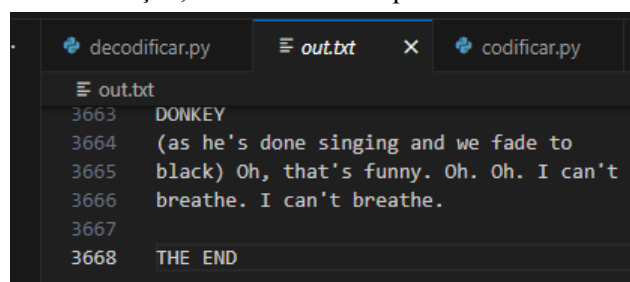 decodificar.py
out.txt
codificar.py
out.txt
3663 DONKEY
3664 (as he's done singing and we fade to
3665 black) Oh, that's funny. Oh. Oh. I can't
3666 breathe. I can't breathe.
3667
3668 THE END